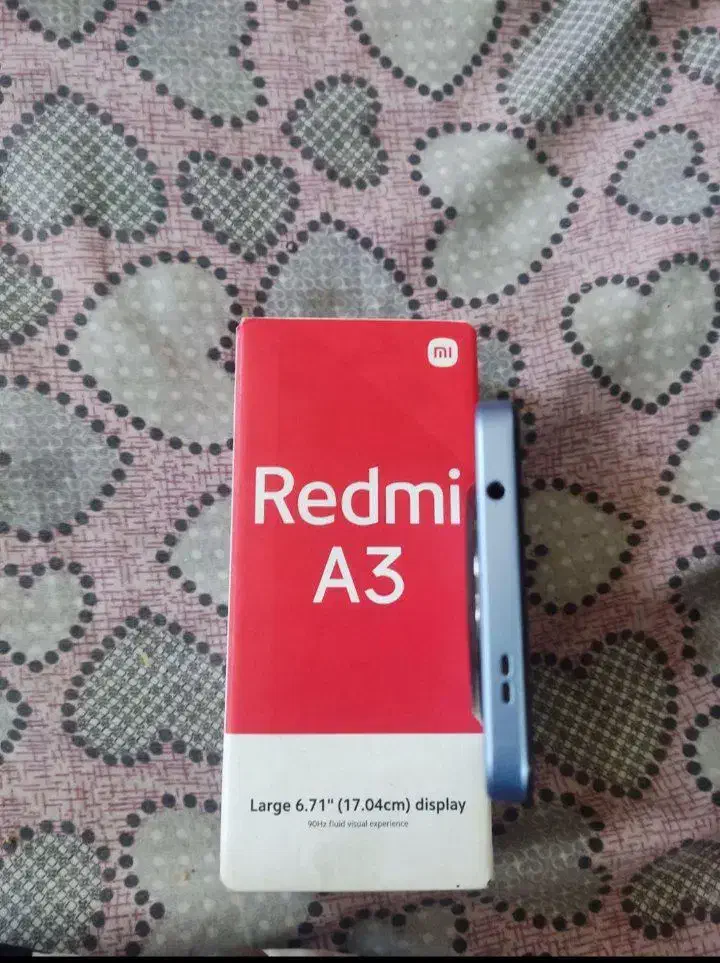 mi
Redmi
A3
Large 6.71" (17.04cm) display
90Hz fluid visual experience